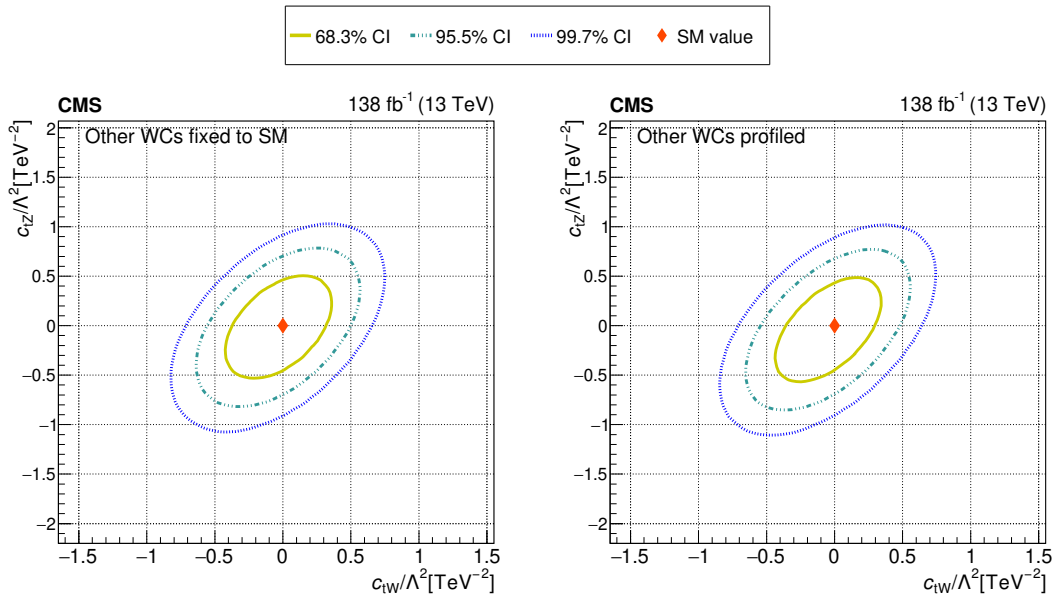 68.3% CI 95.5% CI 99.7% CI SM value
CMS 138 fb⁻¹ (13 TeV)
Other WCs fixed to SM
c_tZ/Λ²[TeV⁻²]
2
1.5
1
0.5
0
−0.5
−1
−1.5
−2
−1.5 −1 −0.5 0 0.5 1 1.5
c_tW/Λ²[TeV⁻²]
CMS 138 fb⁻¹ (13 TeV)
Other WCs profiled
c_tZ/Λ²[TeV⁻²]
2
1.5
1
0.5
0
−0.5
−1
−1.5
−2
−1.5 −1 −0.5 0 0.5 1 1.5
c_tW/Λ²[TeV⁻²]